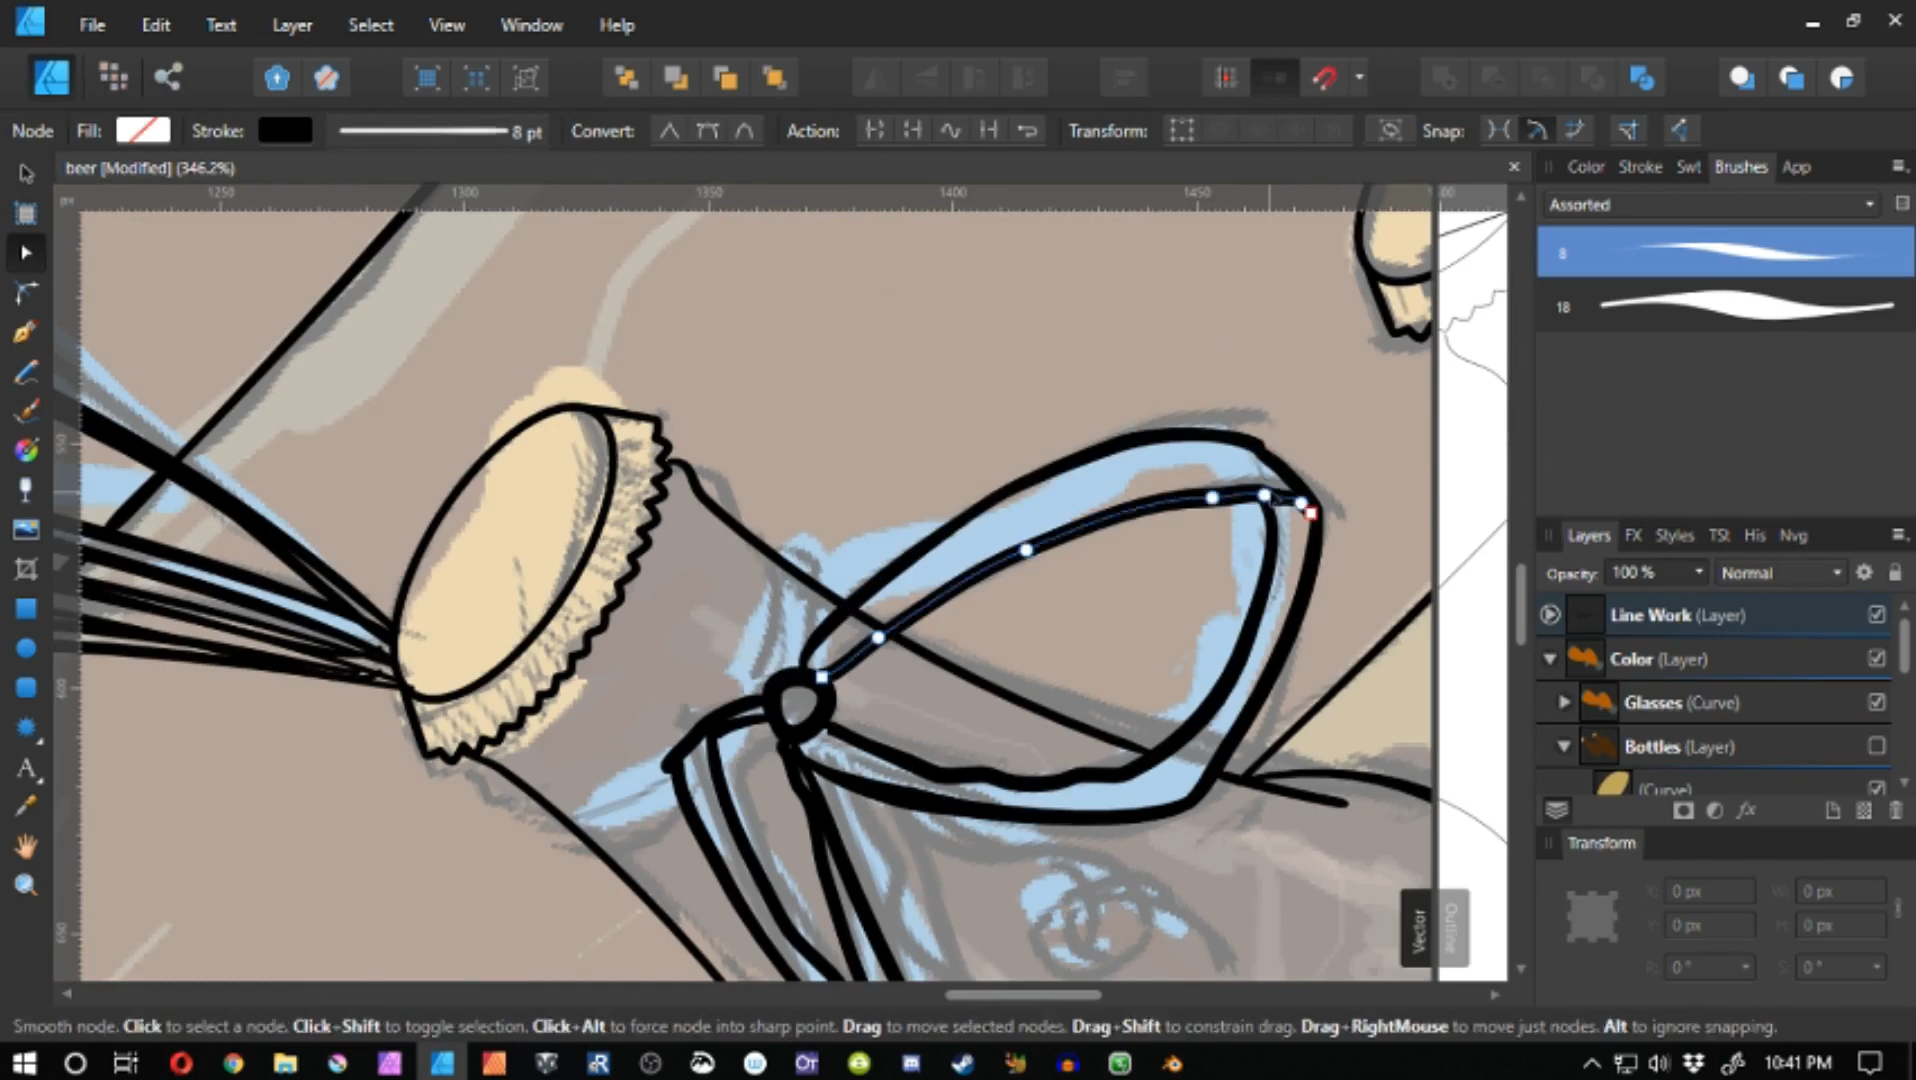 File Edit Text Layer Select View Window Help
Node Fill: Stroke: 8 pt Convert: Action: Transform: Snap:
beer [Modified] (346.2%)
Color Stroke Swt Brushes App
px 1250 1300 1350 1400 1450
Assorted
8
18
550
600
650
Layers FX Styles TSt His Nvg
Opacity: 100 % Normal
Line Work (Layer)
Color (Layer)
Glasses (Curve)
Bottles (Layer)
(Curve)
Transform
X: 0 px W: 0 px
Y: 0 px H: 0 px
R: 0 ° S: 0 °
Vector
Outline
Smooth node. Click to select a node. Click+Shift to toggle selection. Click+Alt to force node into sharp point. Drag to move selected nodes. Drag+Shift to constrain drag. Drag+RightMouse to move just nodes. Alt to ignore snapping.
10:41 PM